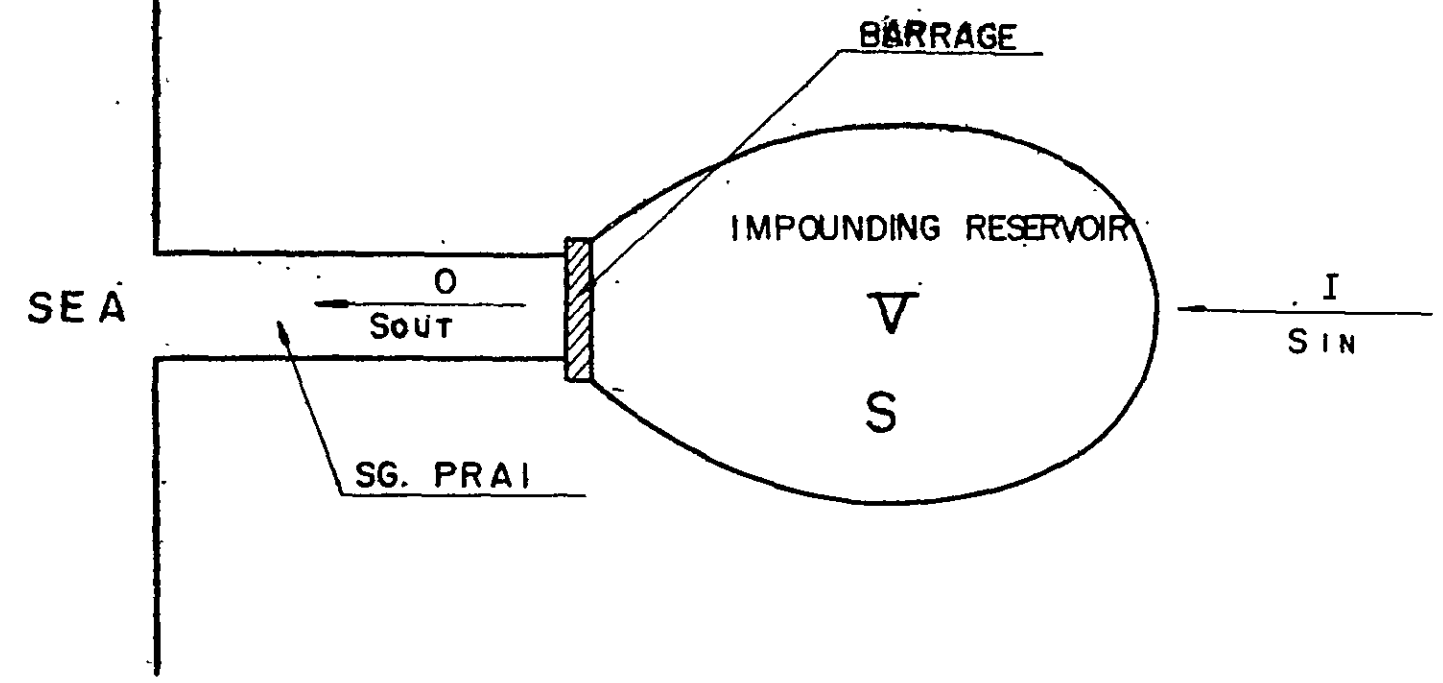 BARRAGE
IMPOUNDING RESERVOIR
SEA
O
SOUT
V
I
SIN
S
SG. PRAI